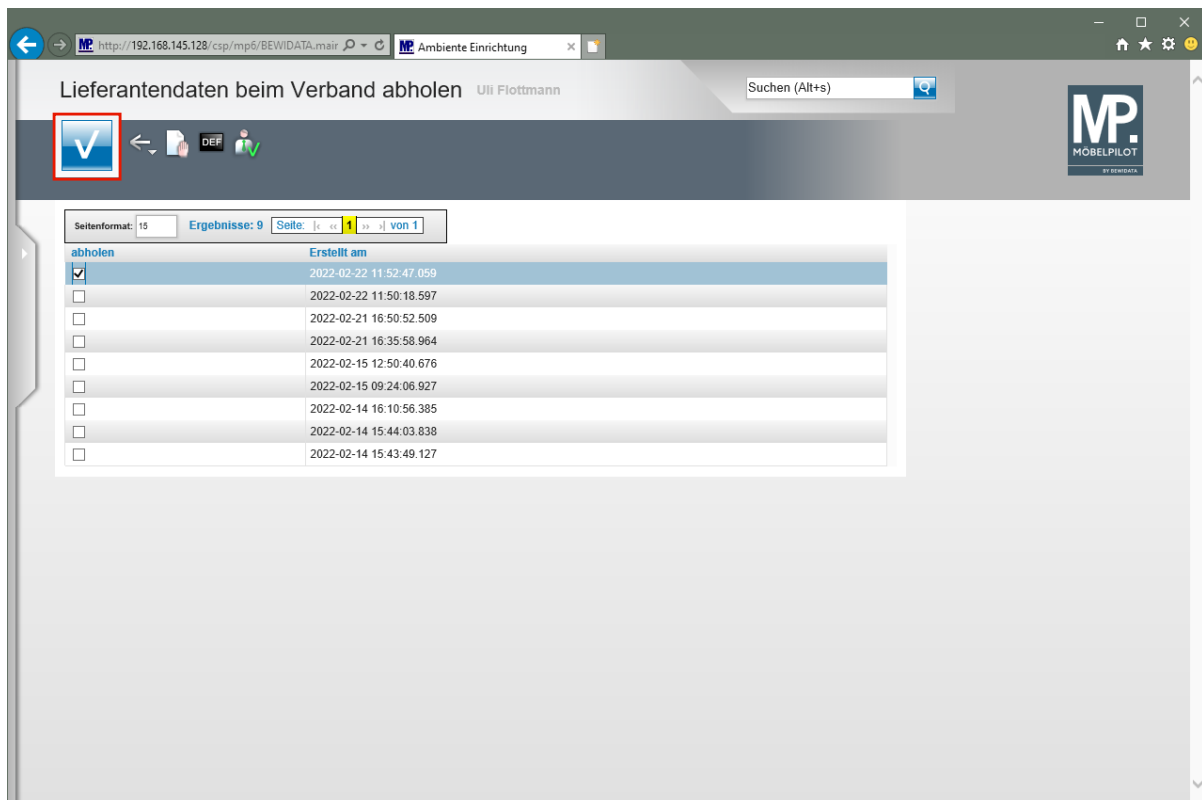 http://192.168.145.128/csp/mp6/BEWIDATA.mair
MP. Ambiente Einrichtung
Lieferantendaten beim Verband abholen Uli Flottmann
Suchen (Alt+s)
MP.
MÖBELPILOT
BY BEWIDATA
DEF
Seitenformat: 15 Ergebnisse: 9 Seite: |‹ ‹‹ 1 ›› ›| von 1
abholen Erstellt am
2022-02-22 11:52:47.059
2022-02-22 11:50:18.597
2022-02-21 16:50:52.509
2022-02-21 16:35:58.964
2022-02-15 12:50:40.676
2022-02-15 09:24:06.927
2022-02-14 16:10:56.385
2022-02-14 15:44:03.838
2022-02-14 15:43:49.127